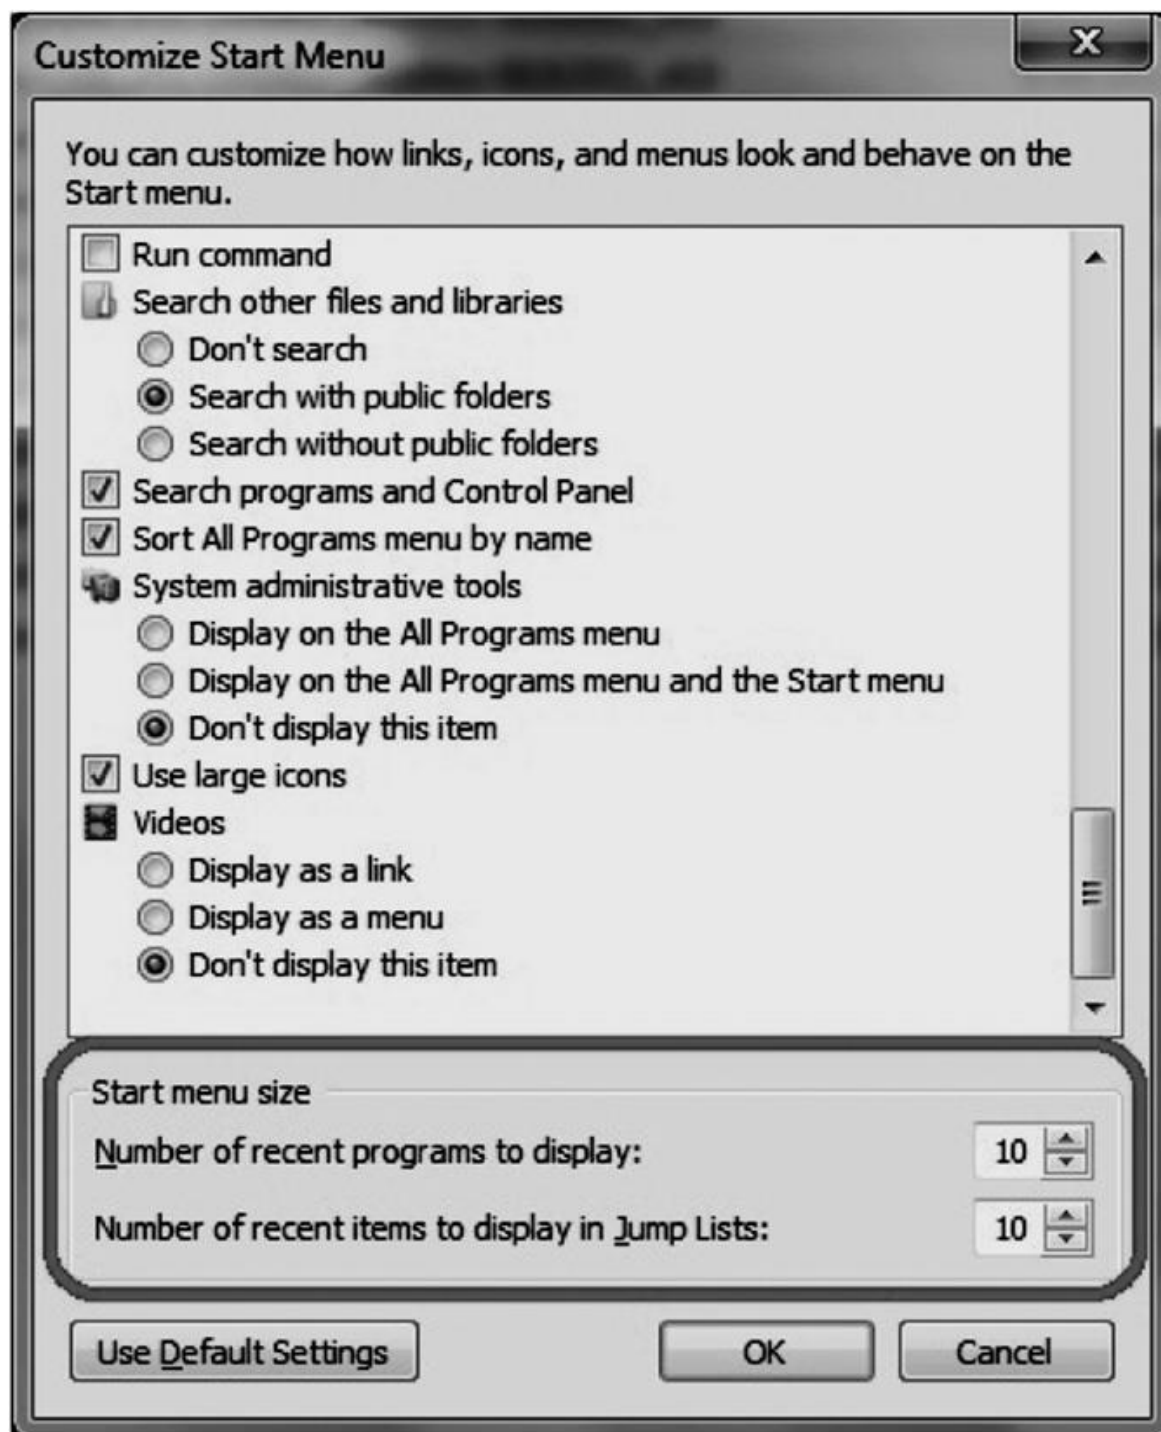 Customize Start Menu
You can customize how links, icons, and menus look and behave on the
Start menu.
Run command
Search other files and libraries
Don't search
Search with public folders
Search without public folders
Search programs and Control Panel
Sort All Programs menu by name
System administrative tools
Display on the All Programs menu
Display on the All Programs menu and the Start menu
Don't display this item
Use large icons
Videos
Display as a link
Display as a menu
Don't display this item
Start menu size
Number of recent programs to display: 10
Number of recent items to display in Jump Lists: 10
Use Default Settings OK Cancel